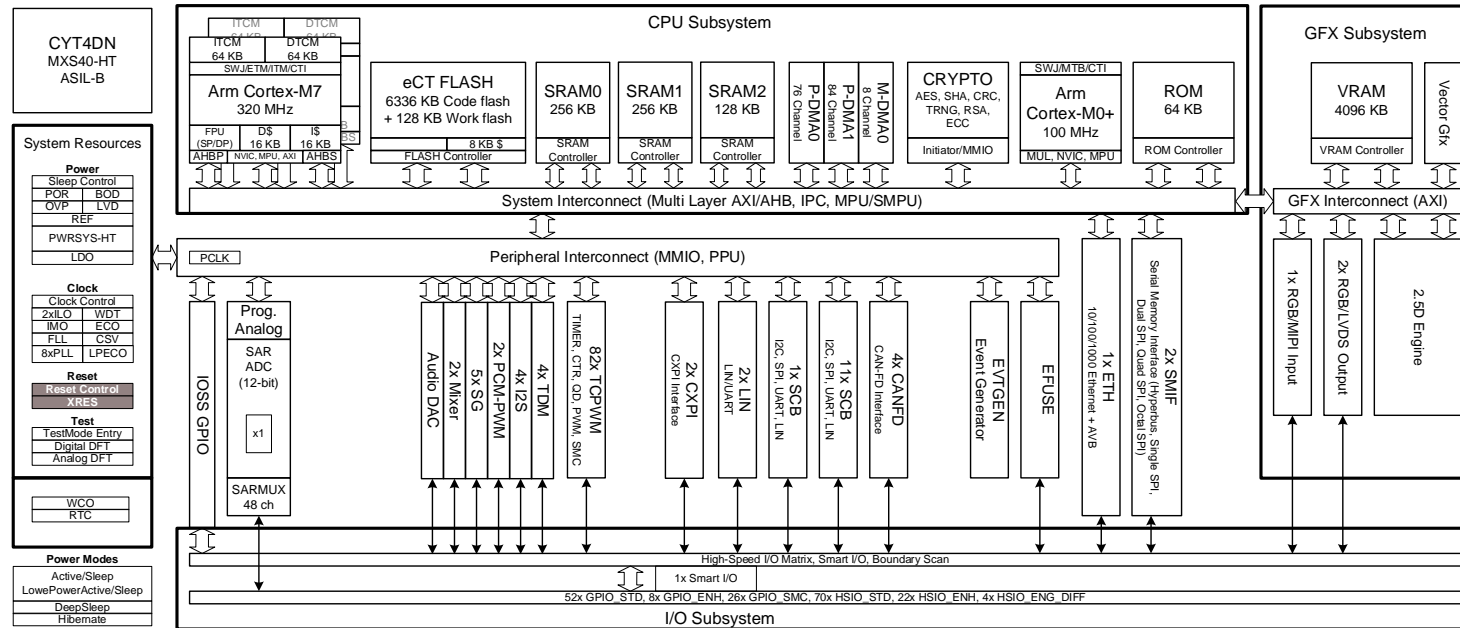 CYT4DN
MXS40-HT
ASIL-B
System Resources
Power
Sleep Control
POR BOD
OVP LVD
REF
PWRSYS-HT
LDO
Clock
Clock Control
2xILO WDT
IMO ECO
FLL CSV
8xPLL LPECO
Reset
Reset Control
XRES
Test
TestMode Entry
Digital DFT
Analog DFT
WCO
RTC
Power Modes
Active/Sleep
LowePowerActive/Sleep
DeepSleep
Hibernate
CPU Subsystem
ITCM DTCM
64 KB 64 KB
ITCM DTCM
64 KB 64 KB
SWJ/ETM/ITM/CTI
Arm Cortex-M7
320 MHz
FPU D$ I$
(SP/DP) 16 KB 16 KB
AHBP NVIC, MPU, AXI AHBS
eCT FLASH
6336 KB Code flash
+ 128 KB Work flash
8 KB $
FLASH Controller
SRAM0
256 KB
SRAM
Controller
SRAM1
256 KB
SRAM
Controller
SRAM2
128 KB
SRAM
Controller
P-DMA0
76 Channel
P-DMA1
84 Channel
M-DMA0
8 Channel
CRYPTO
AES, SHA, CRC,
TRNG, RSA,
ECC
Initiator/MMIO
SWJ/MTB/CTI
Arm
Cortex-M0+
100 MHz
MUL, NVIC, MPU
ROM
64 KB
ROM Controller
System Interconnect (Multi Layer AXI/AHB, IPC, MPU/SMPU)
GFX Subsystem
VRAM
4096 KB
VRAM Controller
Vector Gfx
GFX Interconnect (AXI)
1x RGB/MIPI Input
2x RGB/LVDS Output
2.5D Engine
PCLK
Peripheral Interconnect (MMIO, PPU)
IOSS GPIO
Prog.
Analog
SAR
ADC
(12-bit)
x1
SARMUX
48 ch
Audio DAC
2x Mixer
5x SG
2x PCM-PWM
4x I2S
4x TDM
82x TCPWM
TIMER, CTR, QD, PWM, SMC
2x CXPI
CXPI Interface
2x LIN
LIN/UART
1x SCB
I2C, SPI, UART, LIN
11x SCB
I2C, SPI, UART, LIN
4x CANFD
CAN-FD Interface
EVTGEN
Event Generator
EFUSE
1x ETH
10/100/1000 Ethernet + AVB
2x SMIF
Serial Memory Interface (Hyperbus, Single SPI,
Dual SPI, Quad SPI, Octal SPI)
High-Speed I/O Matrix, Smart I/O, Boundary Scan
1x Smart I/O
52x GPIO_STD, 8x GPIO_ENH, 26x GPIO_SMC, 70x HSIO_STD, 22x HSIO_ENH, 4x HSIO_ENG_DIFF
I/O Subsystem